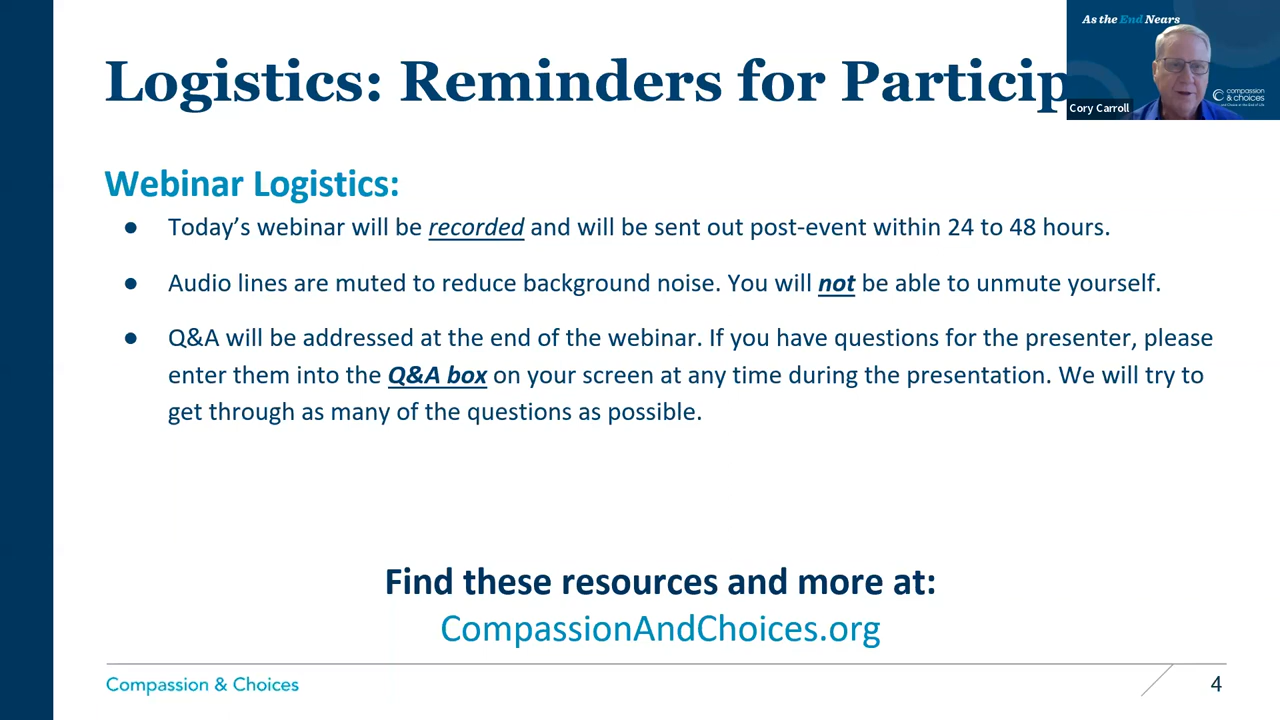 As the End Nears
Logistics: Reminders for Particip
Cory Carroll
compassion
& choices
Webinar Logistics:
● Today’s webinar will be recorded and will be sent out post-event within 24 to 48 hours.
● Audio lines are muted to reduce background noise. You will not be able to unmute yourself.
● Q&A will be addressed at the end of the webinar. If you have questions for the presenter, please
enter them into the Q&A box on your screen at any time during the presentation. We will try to
get through as many of the questions as possible.
Find these resources and more at:
CompassionAndChoices.org
Compassion & Choices
4